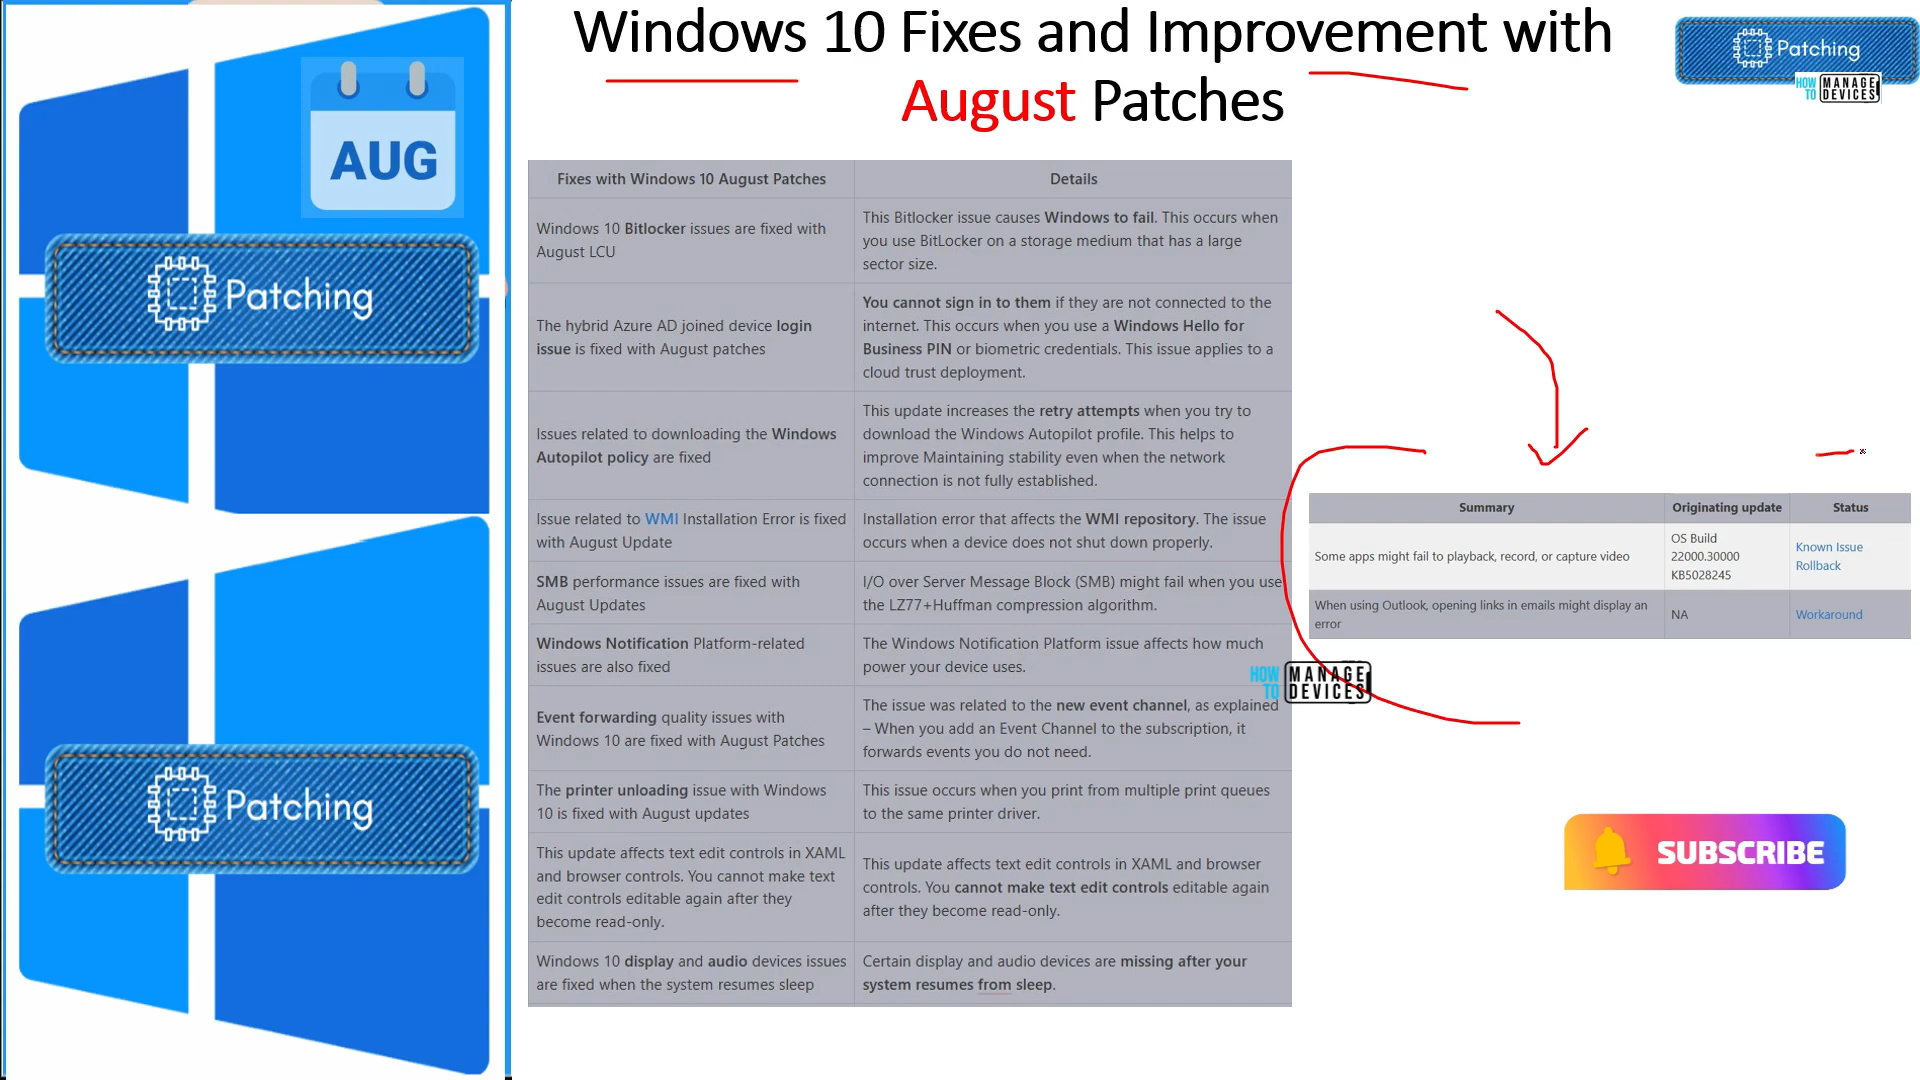 Windows 10 Fixes and Improvement with
August Patches
Patching
HOW TO MANAGE DEVICES
AUG
Patching
Patching
Fixes with Windows 10 August Patches
Details
Windows 10 Bitlocker issues are fixed with
August LCU
This Bitlocker issue causes Windows to fail. This occurs when
you use BitLocker on a storage medium that has a large
sector size.
The hybrid Azure AD joined device login
issue is fixed with August patches
You cannot sign in to them if they are not connected to the
internet. This occurs when you use a Windows Hello for
Business PIN or biometric credentials. This issue applies to a
cloud trust deployment.
Issues related to downloading the Windows
Autopilot policy are fixed
This update increases the retry attempts when you try to
download the Windows Autopilot profile. This helps to
improve Maintaining stability even when the network
connection is not fully established.
Issue related to WMI Installation Error is fixed
with August Update
Installation error that affects the WMI repository. The issue
occurs when a device does not shut down properly.
SMB performance issues are fixed with
August Updates
I/O over Server Message Block (SMB) might fail when you use
the LZ77+Huffman compression algorithm.
Windows Notification Platform-related
issues are also fixed
The Windows Notification Platform issue affects how much
power your device uses.
Event forwarding quality issues with
Windows 10 are fixed with August Patches
The issue was related to the new event channel, as explained
– When you add an Event Channel to the subscription, it
forwards events you do not need.
The printer unloading issue with Windows
10 is fixed with August updates
This issue occurs when you print from multiple print queues
to the same printer driver.
This update affects text edit controls in XAML
and browser controls. You cannot make text
edit controls editable again after they
become read-only.
This update affects text edit controls in XAML and browser
controls. You cannot make text edit controls editable again
after they become read-only.
Windows 10 display and audio devices issues
are fixed when the system resumes sleep
Certain display and audio devices are missing after your
system resumes from sleep.
HOW TO MANAGE DEVICES
Summary
Originating update
Status
Some apps might fail to playback, record, or capture video
OS Build
22000.30000
KB5028245
Known Issue
Rollback
When using Outlook, opening links in emails might display an
error
NA
Workaround
SUBSCRIBE